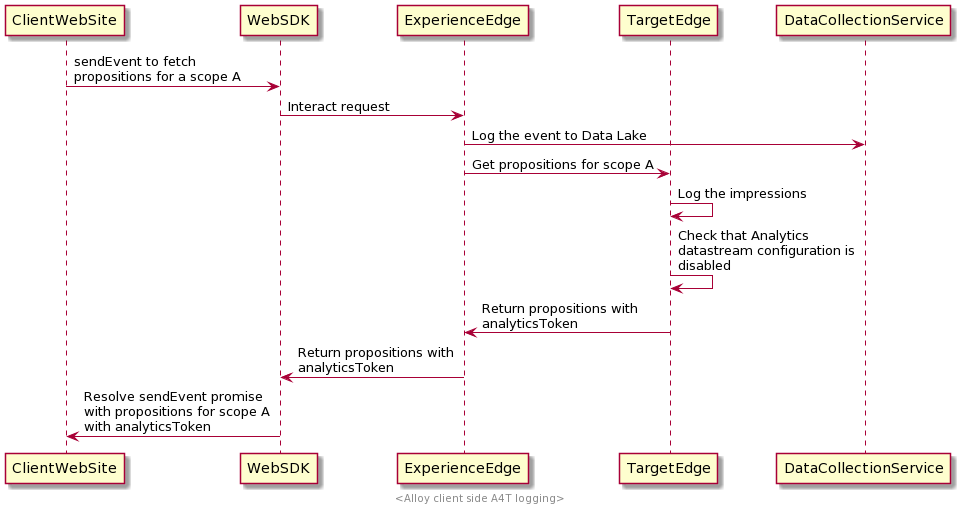 ClientWebSite
WebSDK
ExperienceEdge
TargetEdge
DataCollectionService
sendEvent to fetch
propositions for a scope A
Interact request
Log the event to Data Lake
Get propositions for scope A
Log the impressions
Check that Analytics
datastream configuration is
disabled
Return propositions with
analyticsToken
Return propositions with
analyticsToken
Resolve sendEvent promise
with propositions for scope A
with analyticsToken
ClientWebSite
WebSDK
ExperienceEdge
TargetEdge
DataCollectionService
<Alloy client side A4T logging>